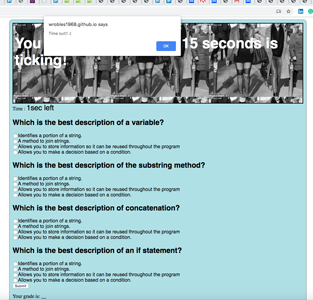 wrobles1968.github.io says
Time out!! :(
OK
You
15 seconds is
ticking!
Time : 1sec left
Which is the best description of a variable?
Identifies a portion of a string.
A method to join strings.
Allows you to store information so it can be reused throughout the program
Allows you to make a decision based on a condition.
Which is the best description of the substring method?
Identifies a portion of a string.
A method to join strings.
Allows you to store information so it can be reused throughout the program
Allows you to make a decision based on a condition.
Which is the best description of concatenation?
Identifies a portion of a string.
A method to join strings.
Allows you to store information so it can be reused throughout the program
Allows you to make a decision based on a condition.
Which is the best description of an if statement?
Identifies a portion of a string.
A method to join strings.
Allows you to store information so it can be reused throughout the program
Allows you to make a decision based on a condition.
Submit
Your grade is: __